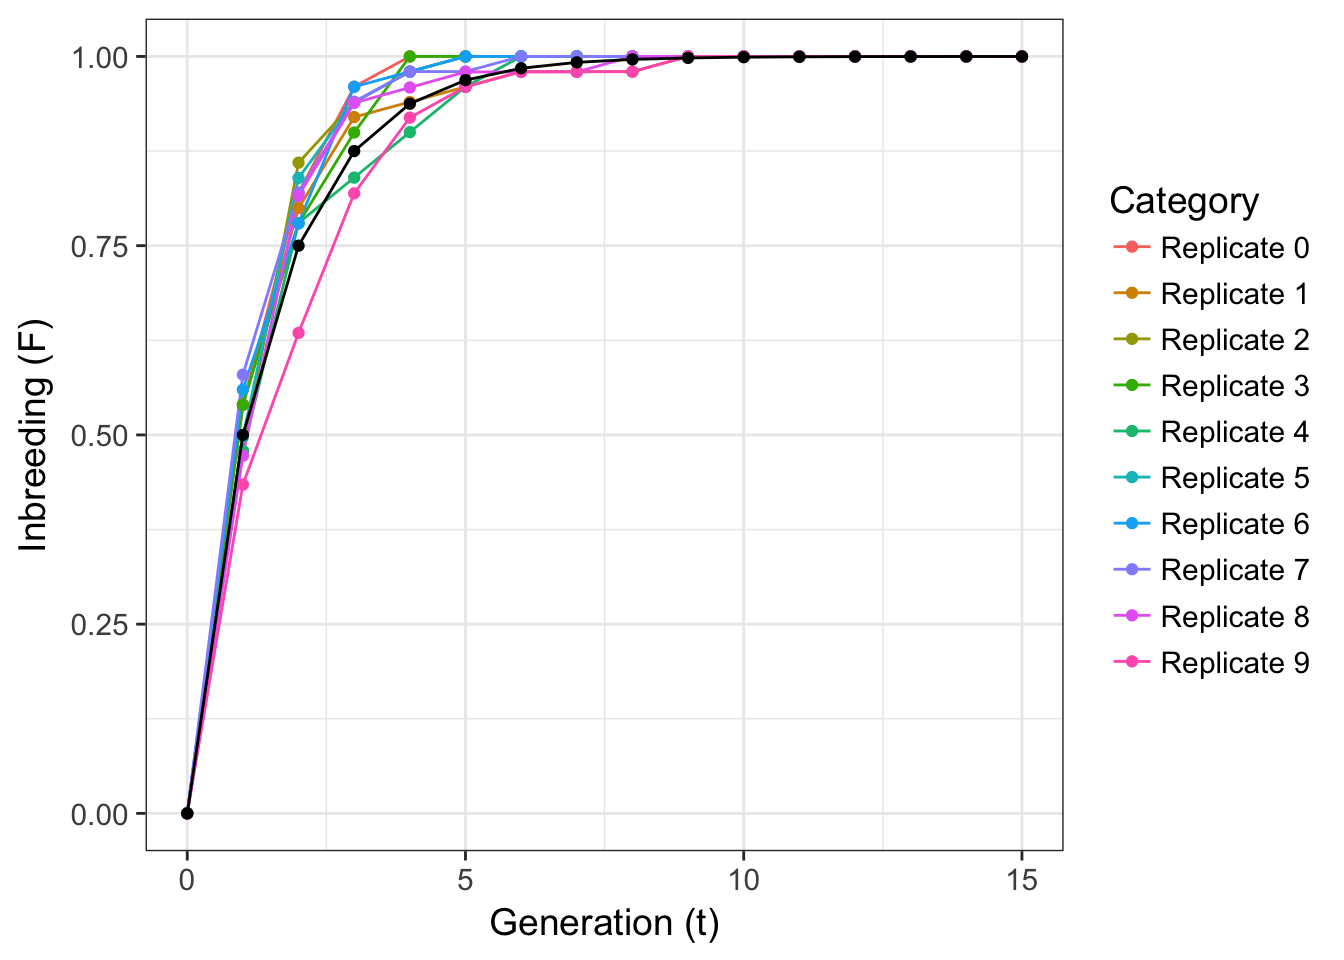 1.00
0.75
0.50
0.25
0.00
Inbreeding (F)
0 5 10 15
Generation (t)
Category
Replicate 0
Replicate 1
Replicate 2
Replicate 3
Replicate 4
Replicate 5
Replicate 6
Replicate 7
Replicate 8
Replicate 9